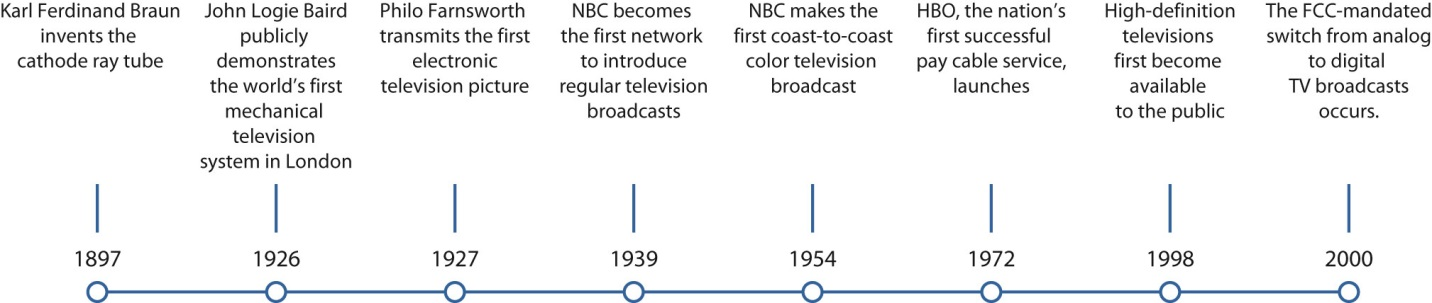 Karl Ferdinand Braun
invents the
cathode ray tube
John Logie Baird
publicly
demonstrates
the world's first
mechanical
television
system in London
Philo Farnsworth
transmits the first
electronic
television picture
NBC becomes
the first network
to introduce
regular television
broadcasts
NBC makes the
first coast-to-coast
color television
broadcast
HBO, the nation's
first successful
pay cable service,
launches
High-definition
televisions
first become
available
to the public
The FCC-mandated
switch from analog
to digital
TV broadcasts
occurs.
1897
1926
1927
1939
1954
1972
1998
2000